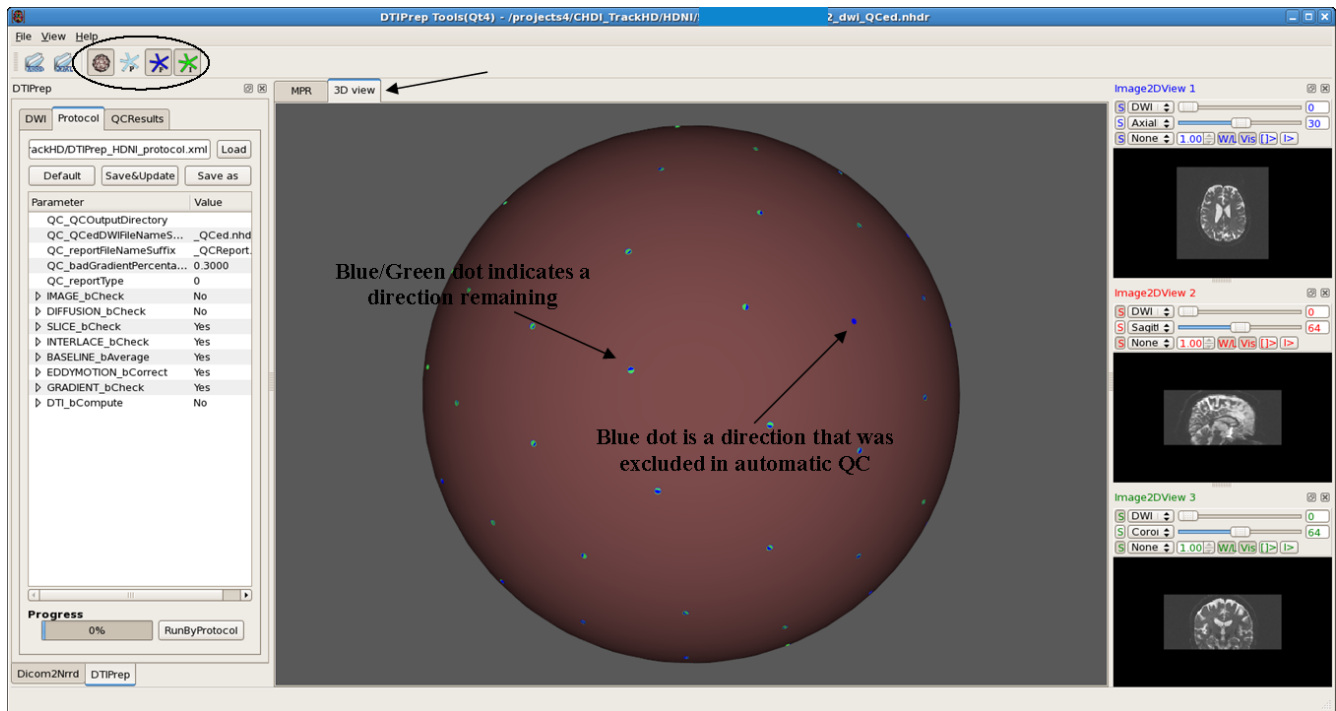 DTIPrep Tools(Qt4) - /projects4/CHDI_TrackHD/HDNI/ 2_dwi_QCed.nhdr
File View Help
DTIPrep
MPR 3D view
DWI Protocol QCResults
rackHD/DTIPrep_HDNI_protocol.xml Load
Default Save&Update Save as
Parameter Value
QC_QCOutputDirectory
QC_QCedDWIFileNameS... _QCed.nhd
QC_reportFileNameSuffix _QCReport.
QC_badGradientPercenta... 0.3000
QC_reportType 0
IMAGE_bCheck No
DIFFUSION_bCheck No
SLICE_bCheck Yes
INTERLACE_bCheck Yes
BASELINE_bAverage Yes
EDDYMOTION_bCorrect Yes
GRADIENT_bCheck Yes
DTI_bCompute No
Progress
0% RunByProtocol
Dicom2Nrrd DTIPrep
Blue/Green dot indicates a
direction remaining
Blue dot is a direction that was
excluded in automatic QC
Image2DView 1
S DWI 0
S Axial 30
S None 1.00 W/L Vis []> I>
Image2DView 2
S DWI 0
S Sagitt 64
S None 1.00 W/L Vis []> I>
Image2DView 3
S DWI 0
S Coroi 64
S None 1.00 W/L Vis []> I>